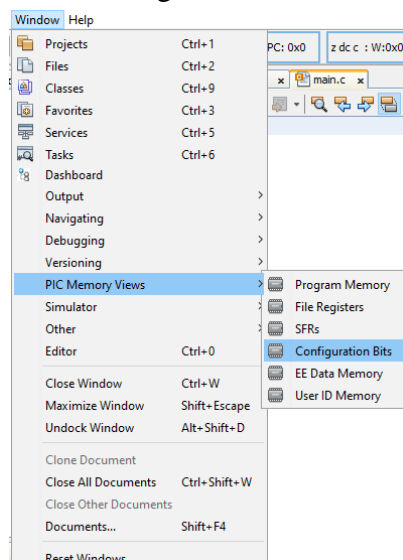 Window Help
Projects Ctrl+1
PC: 0x0 z dc c : W:0x0
Files Ctrl+2
Classes Ctrl+9
x main.c x
Favorites Ctrl+3
Services Ctrl+5
Tasks Ctrl+6
Dashboard
Output
Navigating
Debugging
Versioning
PIC Memory Views
Program Memory
Simulator
File Registers
Other
SFRs
Editor Ctrl+0
Configuration Bits
EE Data Memory
Close Window Ctrl+W
User ID Memory
Maximize Window Shift+Escape
Undock Window Alt+Shift+D
Clone Document
Close All Documents Ctrl+Shift+W
Close Other Documents
Documents... Shift+F4
Reset Windows